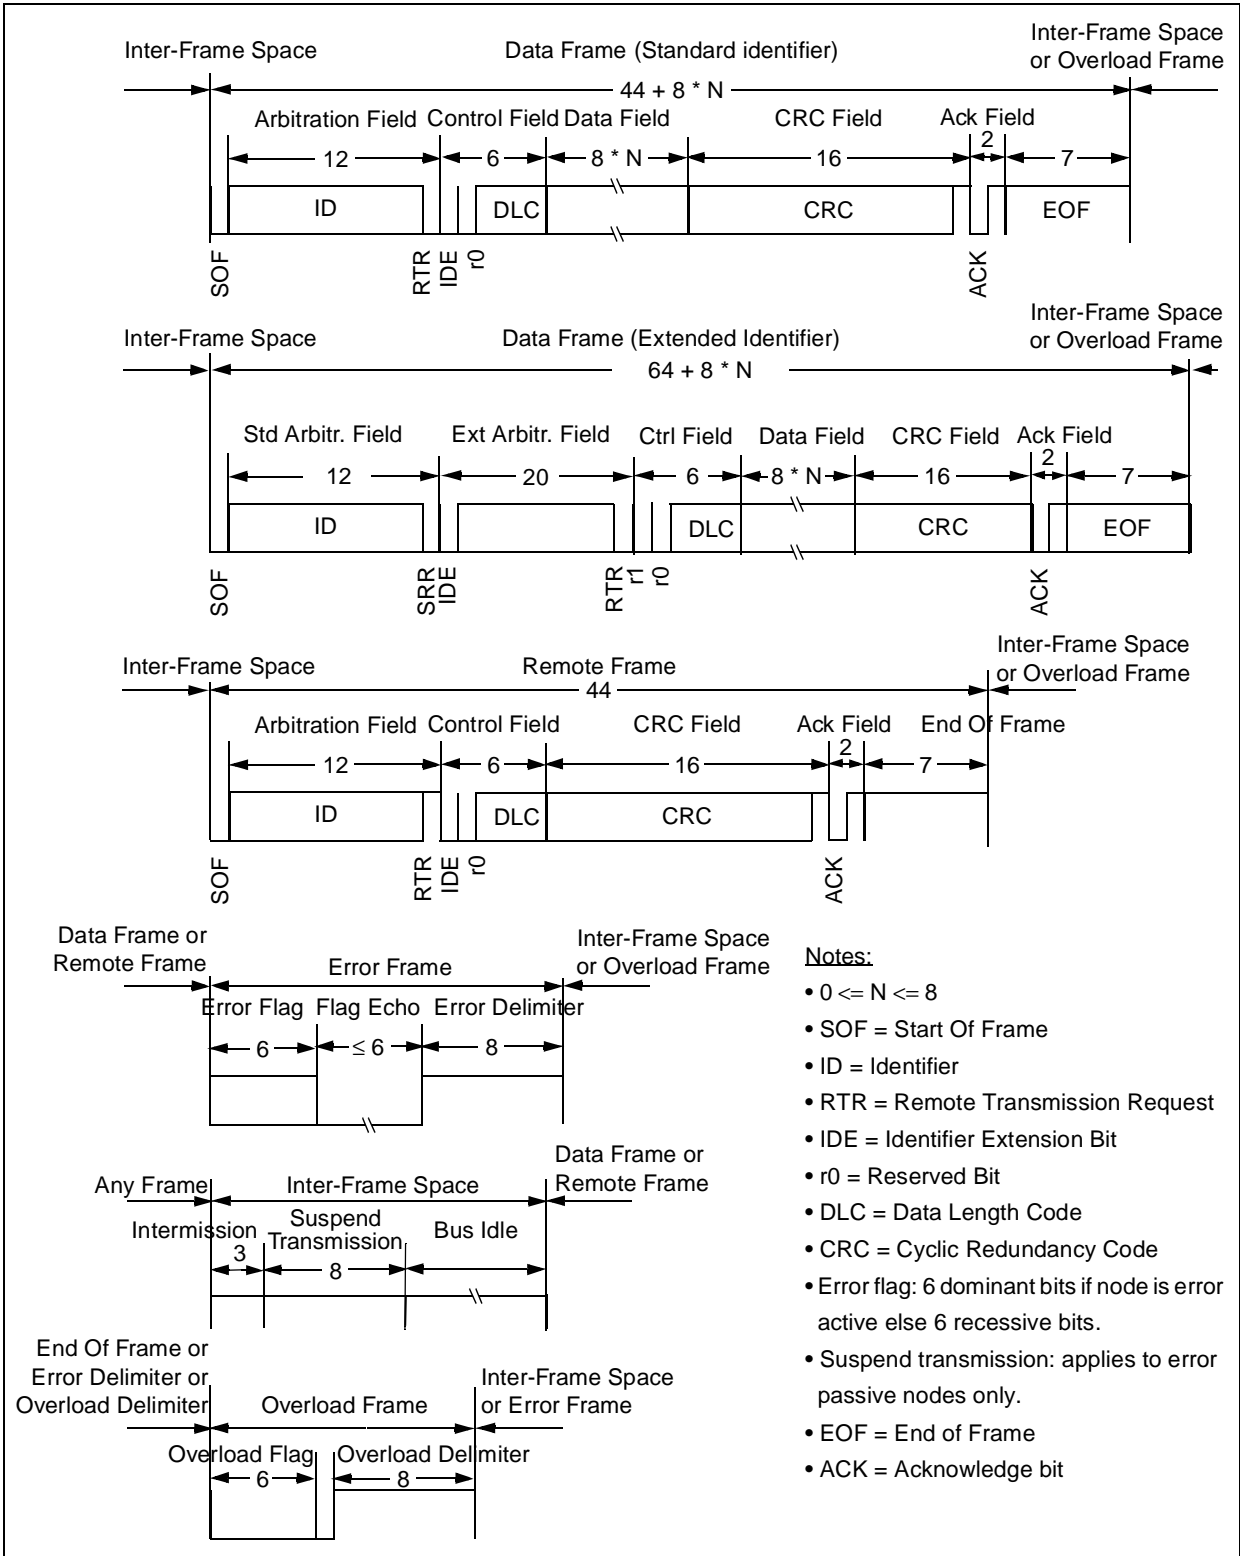 Inter-Frame Space
Data Frame (Standard identifier)
Inter-Frame Space
or Overload Frame
44 + 8 * N
Arbitration Field
Control Field
Data Field
CRC Field
Ack Field
12
6
8 * N
16
2
7
ID
DLC
CRC
EOF
SOF
RTR
IDE
r0
ACK
Inter-Frame Space
Data Frame (Extended Identifier)
Inter-Frame Space
or Overload Frame
64 + 8 * N
Std Arbitr. Field
Ext Arbitr. Field
Ctrl Field
Data Field
CRC Field
Ack Field
12
20
6
8 * N
16
2
7
ID
DLC
CRC
EOF
SOF
SRR
IDE
RTR
r1
r0
ACK
Inter-Frame Space
Remote Frame
Inter-Frame Space
or Overload Frame
44
Arbitration Field
Control Field
CRC Field
Ack Field
End Of Frame
12
6
16
2
7
ID
DLC
CRC
SOF
RTR
IDE
r0
ACK
Data Frame or
Remote Frame
Error Frame
Inter-Frame Space
or Overload Frame
Error Flag
Flag Echo
Error Delimiter
6
≤ 6
8
Any Frame
Inter-Frame Space
Data Frame or
Remote Frame
Intermission
Suspend
Transmission
Bus Idle
3
8
End Of Frame or
Error Delimiter or
Overload Delimiter
Overload Frame
Inter-Frame Space
or Error Frame
Overload Flag
Overload Delimiter
6
8
Notes:
• 0 <= N <= 8
• SOF = Start Of Frame
• ID = Identifier
• RTR = Remote Transmission Request
• IDE = Identifier Extension Bit
• r0 = Reserved Bit
• DLC = Data Length Code
• CRC = Cyclic Redundancy Code
• Error flag: 6 dominant bits if node is error
active else 6 recessive bits.
• Suspend transmission: applies to error
passive nodes only.
• EOF = End of Frame
• ACK = Acknowledge bit